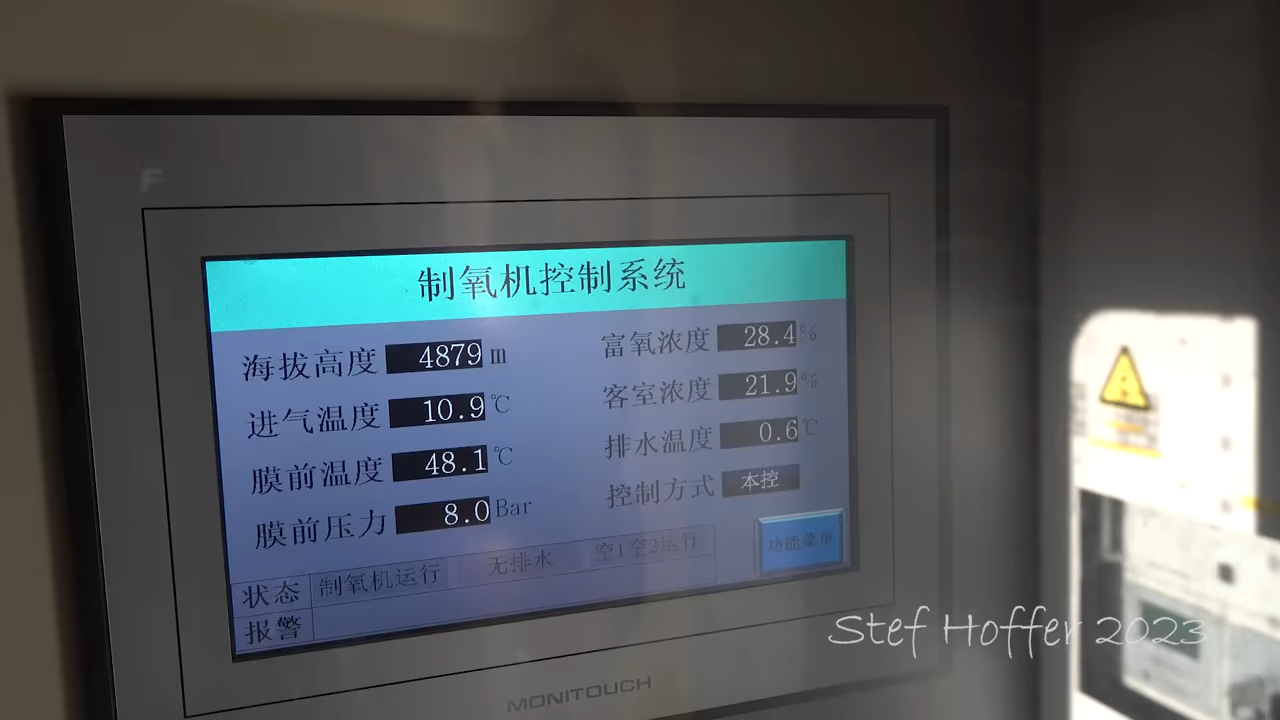 F
制氧机控制系统
海拔高度 4879 m
富氧浓度 28.4 %
进气温度 10.9 ℃
客室浓度 21.9 %
膜前温度 48.1 ℃
排水温度 0.6 ℃
膜前压力 8.0 Bar
控制方式 本控
状态 制氧机运行 无排水 空1空2运行
功能菜单
报警
MONITOUCH
Stef Hoffer 2023